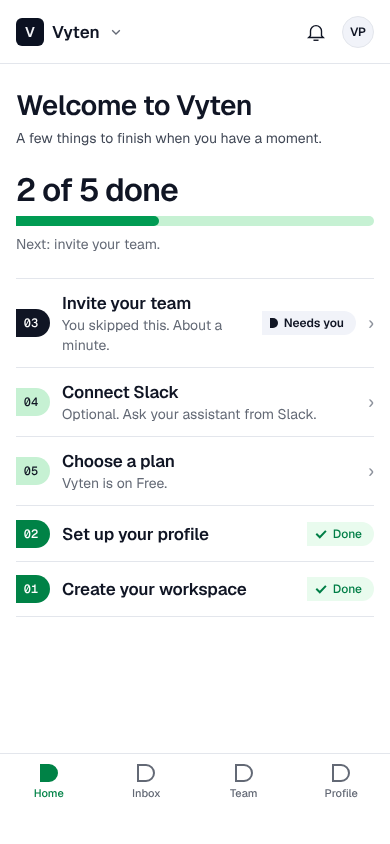 V Vyten VP
Welcome to Vyten
A few things to finish when you have a moment.
2 of 5 done
Next: invite your team.
03 Invite your team Needs you
You skipped this. About a
minute.
04 Connect Slack
Optional. Ask your assistant from Slack.
05 Choose a plan
Vyten is on Free.
02 Set up your profile Done
01 Create your workspace Done
Home Inbox Team Profile